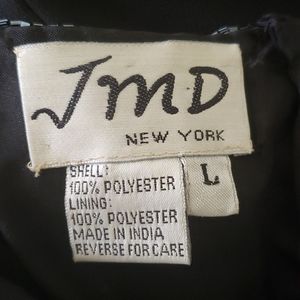 JMD
NEW YORK
SHELL:
100% POLYESTER
LINING:
100% POLYESTER
MADE IN INDIA
REVERSE FOR CARE
L